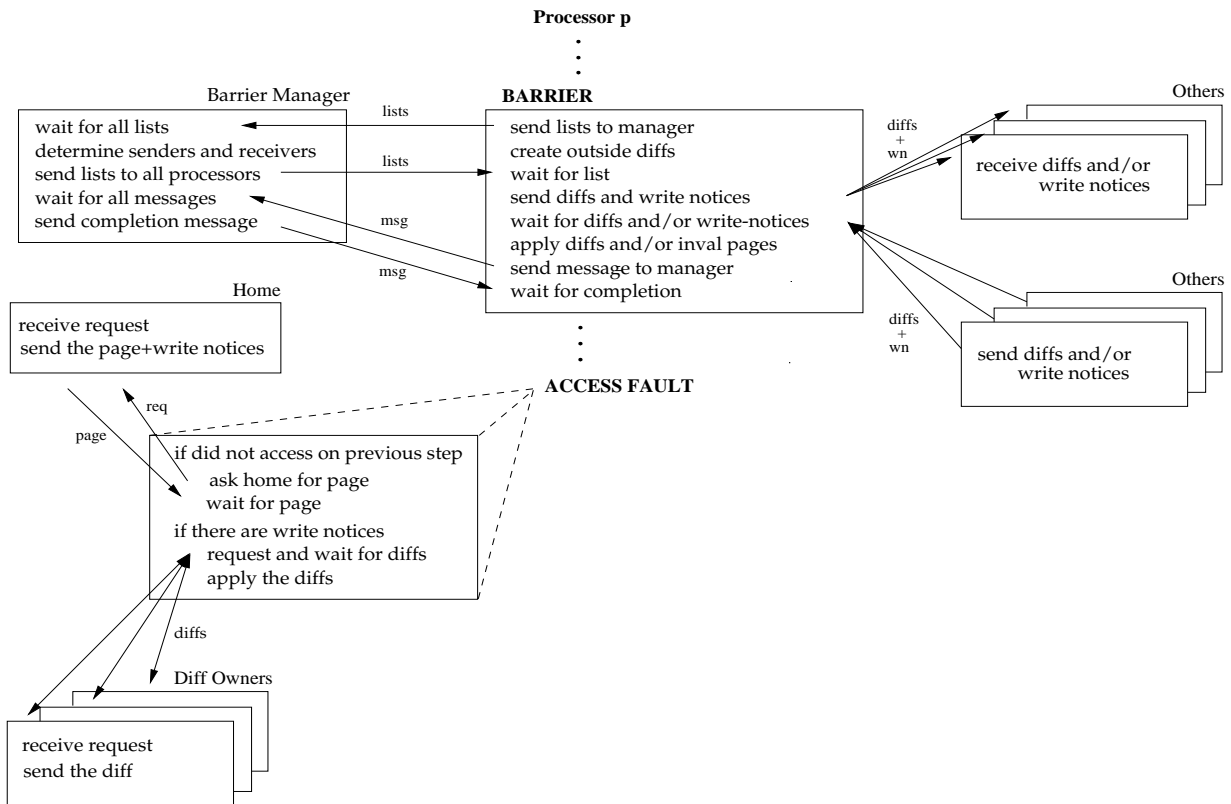 Processor p
Barrier Manager
wait for all lists
determine senders and receivers
send lists to all processors
wait for all messages
send completion message
lists
lists
msg
msg
BARRIER
send lists to manager
create outside diffs
wait for list
send diffs and write notices
wait for diffs and/or write-notices
apply diffs and/or inval pages
send message to manager
wait for completion
diffs
+
wn
Others
receive diffs and/or
write notices
diffs
+
wn
Others
send diffs and/or
write notices
Home
receive request
send the page+write notices
req
page
ACCESS FAULT
if did not access on previous step
ask home for page
wait for page
if there are write notices
request and wait for diffs
apply the diffs
diffs
Diff Owners
receive request
send the diff